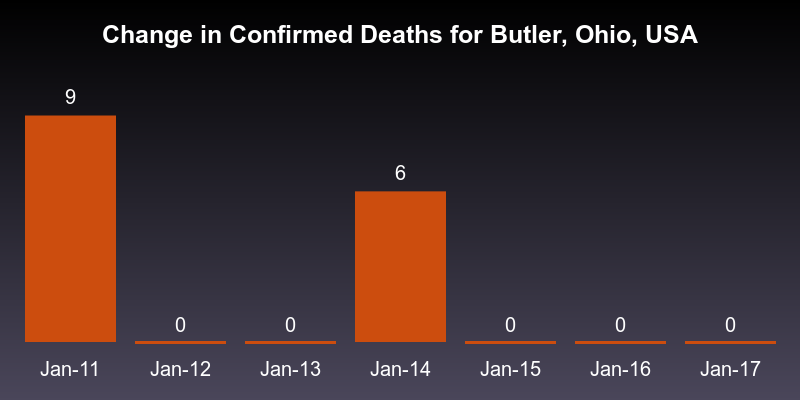 Change in Confirmed Deaths for Butler, Ohio, USA
9
6
0 0 0 0 0
Jan-11 Jan-12 Jan-13 Jan-14 Jan-15 Jan-16 Jan-17